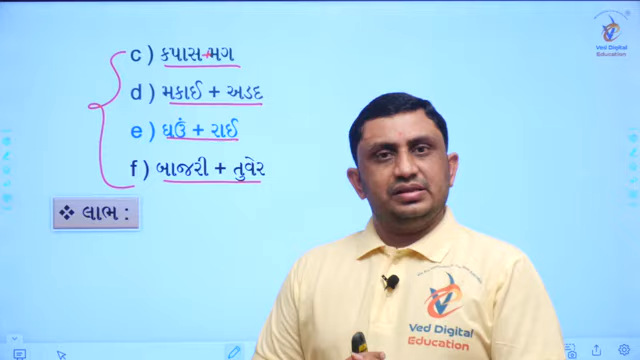 c ) કપાસ+મગ
d ) મકાઈ + અડદ
e ) ઘઉં + રાઈ
f ) બાજરી + તુવેર
❖ લાભ :
Ved Digital
Education
Ved Digital
Education